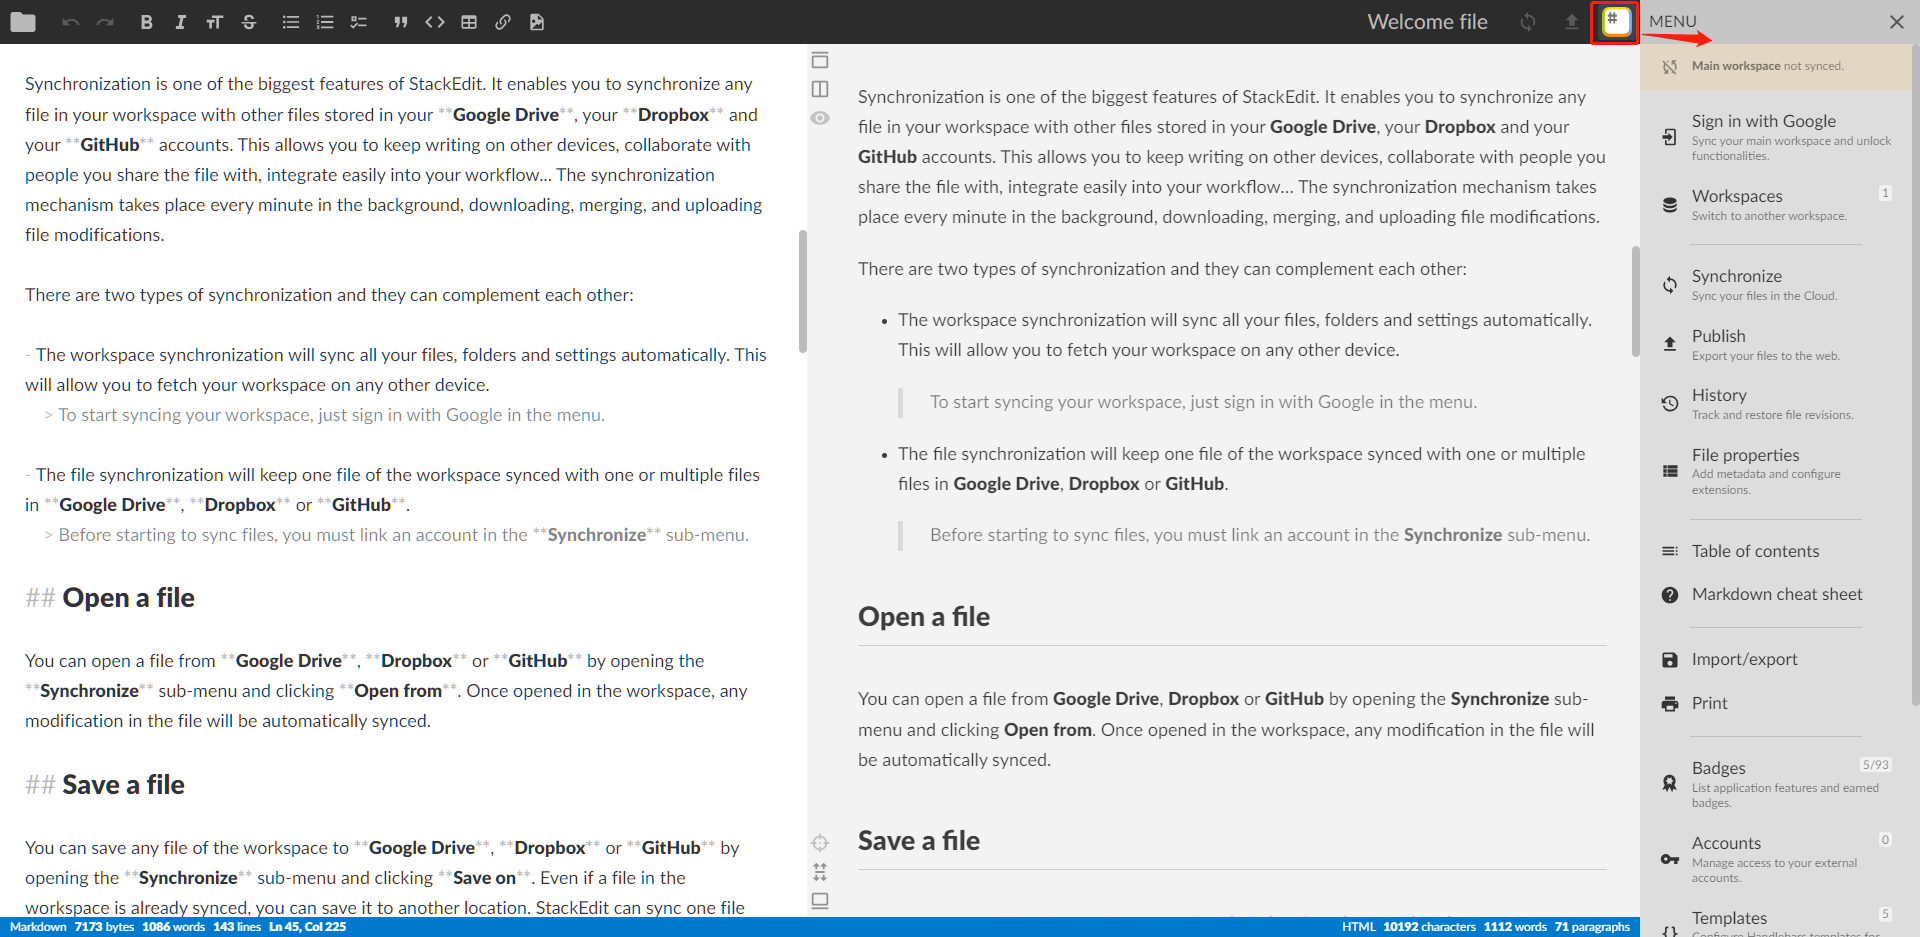 Welcome file
#
MENU
Synchronization is one of the biggest features of StackEdit. It enables you to synchronize any
file in your workspace with other files stored in your **Google Drive**, your **Dropbox** and
your **GitHub** accounts. This allows you to keep writing on other devices, collaborate with
people you share the file with, integrate easily into your workflow... The synchronization
mechanism takes place every minute in the background, downloading, merging, and uploading
file modifications.
There are two types of synchronization and they can complement each other:
- The workspace synchronization will sync all your files, folders and settings automatically. This
will allow you to fetch your workspace on any other device.
> To start syncing your workspace, just sign in with Google in the menu.
- The file synchronization will keep one file of the workspace synced with one or multiple files
in **Google Drive**, **Dropbox** or **GitHub**.
> Before starting to sync files, you must link an account in the **Synchronize** sub-menu.
## Open a file
You can open a file from **Google Drive**, **Dropbox** or **GitHub** by opening the
**Synchronize** sub-menu and clicking **Open from**. Once opened in the workspace, any
modification in the file will be automatically synced.
## Save a file
You can save any file of the workspace to **Google Drive**, **Dropbox** or **GitHub** by
opening the **Synchronize** sub-menu and clicking **Save on**. Even if a file in the
workspace is already synced, you can save it to another location. StackEdit can sync one file
Synchronization is one of the biggest features of StackEdit. It enables you to synchronize any
file in your workspace with other files stored in your Google Drive, your Dropbox and your
GitHub accounts. This allows you to keep writing on other devices, collaborate with people you
share the file with, integrate easily into your workflow... The synchronization mechanism takes
place every minute in the background, downloading, merging, and uploading file modifications.
There are two types of synchronization and they can complement each other:
• The workspace synchronization will sync all your files, folders and settings automatically.
This will allow you to fetch your workspace on any other device.
To start syncing your workspace, just sign in with Google in the menu.
• The file synchronization will keep one file of the workspace synced with one or multiple
files in Google Drive, Dropbox or GitHub.
Before starting to sync files, you must link an account in the Synchronize sub-menu.
Open a file
You can open a file from Google Drive, Dropbox or GitHub by opening the Synchronize sub-
menu and clicking Open from. Once opened in the workspace, any modification in the file will
be automatically synced.
Save a file
Main workspace not synced.
Sign in with Google
Sync your main workspace and unlock
functionalities.
Workspaces 1
Switch to another workspace.
Synchronize
Sync your files in the Cloud.
Publish
Export your files to the web.
History
Track and restore file revisions.
File properties
Add metadata and configure
extensions.
Table of contents
Markdown cheat sheet
Import/export
Print
Badges 5/93
List application features and earned
badges.
Accounts 0
Manage access to your external
accounts.
Templates 5
Configure Handlebars templates for
Markdown 7173 bytes 1086 words 143 lines Ln 45, Col 225
HTML 10192 characters 1112 words 71 paragraphs